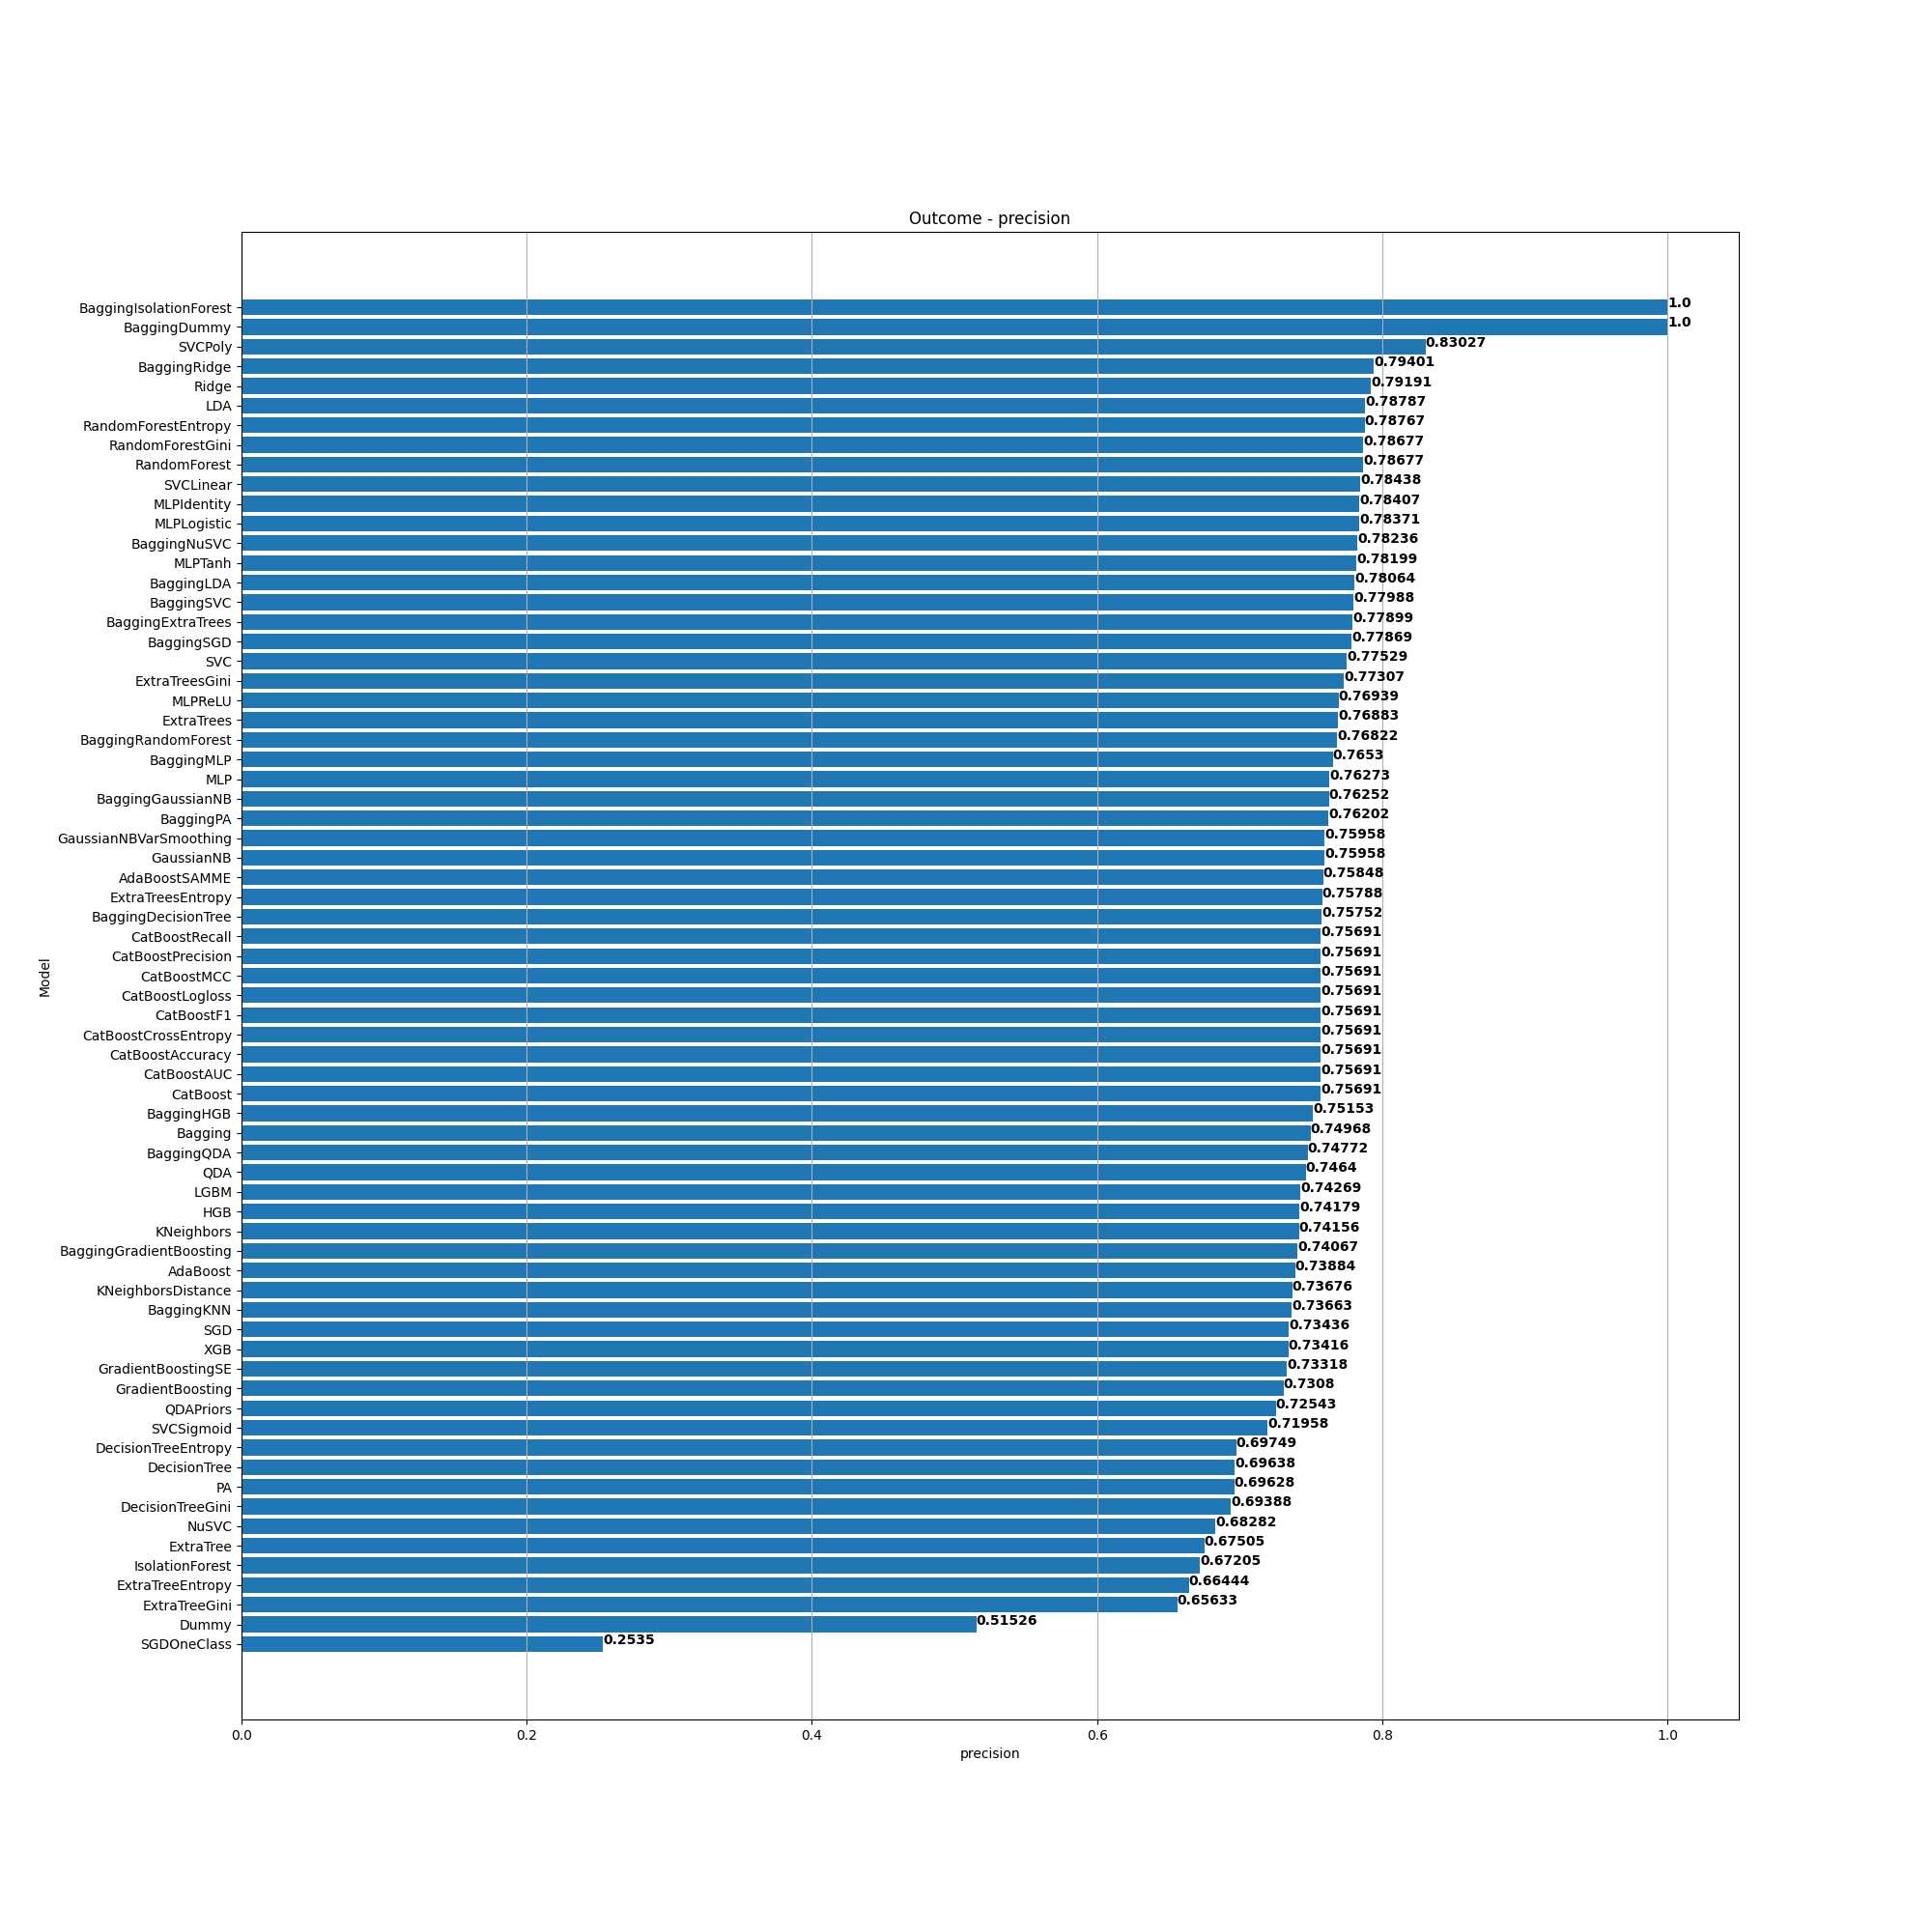 Outcome - precision
BaggingIsolationForest 1.0
BaggingDummy 1.0
SVCPoly 0.83027
BaggingRidge 0.79401
Ridge 0.79191
LDA 0.78787
RandomForestEntropy 0.78767
RandomForestGini 0.78677
RandomForest 0.78677
SVCLinear 0.78438
MLPIdentity 0.78407
MLPLogistic 0.78371
BaggingNuSVC 0.78236
MLPTanh 0.78199
BaggingLDA 0.78064
BaggingSVC 0.77988
BaggingExtraTrees 0.77899
BaggingSGD 0.77869
SVC 0.77529
ExtraTreesGini 0.77307
MLPReLU 0.76939
ExtraTrees 0.76883
BaggingRandomForest 0.76822
BaggingMLP 0.7653
MLP 0.76273
BaggingGaussianNB 0.76252
BaggingPA 0.76202
GaussianNBVarSmoothing 0.75958
GaussianNB 0.75958
AdaBoostSAMME 0.75848
ExtraTreesEntropy 0.75788
BaggingDecisionTree 0.75752
CatBoostRecall 0.75691
CatBoostPrecision 0.75691
CatBoostMCC 0.75691
CatBoostLogloss 0.75691
CatBoostF1 0.75691
CatBoostCrossEntropy 0.75691
CatBoostAccuracy 0.75691
CatBoostAUC 0.75691
CatBoost 0.75691
BaggingHGB 0.75153
Bagging 0.74968
BaggingQDA 0.74772
QDA 0.7464
LGBM 0.74269
HGB 0.74179
KNeighbors 0.74156
BaggingGradientBoosting 0.74067
AdaBoost 0.73884
KNeighborsDistance 0.73676
BaggingKNN 0.73663
SGD 0.73436
XGB 0.73416
GradientBoostingSE 0.73318
GradientBoosting 0.7308
QDAPriors 0.72543
SVCSigmoid 0.71958
DecisionTreeEntropy 0.69749
DecisionTree 0.69638
PA 0.69628
DecisionTreeGini 0.69388
NuSVC 0.68282
ExtraTree 0.67505
IsolationForest 0.67205
ExtraTreeEntropy 0.66444
ExtraTreeGini 0.65633
Dummy 0.51526
SGDOneClass 0.2535
Model
0.0 0.2 0.4 0.6 0.8 1.0
precision